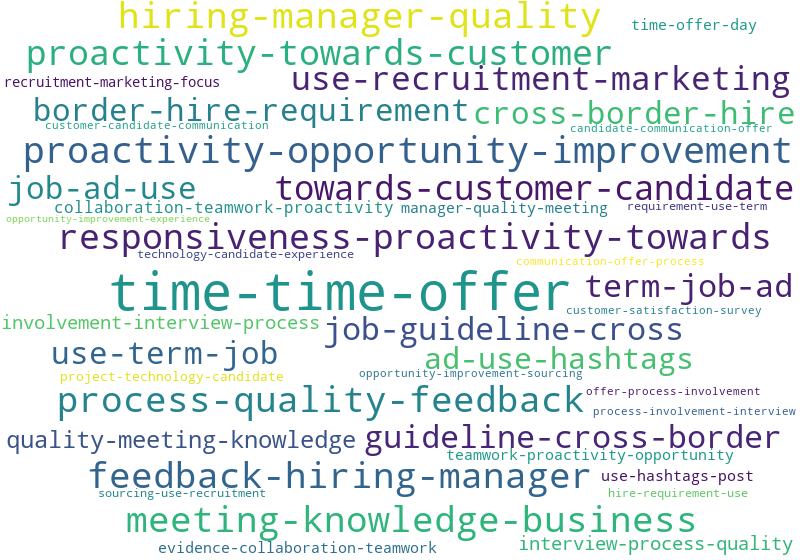 hiring-manager-quality
time-offer-day
proactivity-towards-customer
recruitment-marketing-focus
use-recruitment-marketing
border-hire-requirement
cross-border-hire
customer-candidate-communication
candidate-communication-offer
proactivity-opportunity-improvement
job-ad-use
towards-customer-candidate
collaboration-teamwork-proactivity
manager-quality-meeting
requirement-use-term
opportunity-improvement-experience
responsiveness-proactivity-towards
technology-candidate-experience
communication-offer-process
time-time-offer
term-job-ad
customer-satisfaction-survey
involvement-interview-process
job-guideline-cross
use-term-job
ad-use-hashtags
project-technology-candidate
opportunity-improvement-sourcing
process-quality-feedback
offer-process-involvement
process-involvement-interview
quality-meeting-knowledge
guideline-cross-border
teamwork-proactivity-opportunity
feedback-hiring-manager
use-hashtags-post
sourcing-use-recruitment
hire-requirement-use
meeting-knowledge-business
evidence-collaboration-teamwork
interview-process-quality